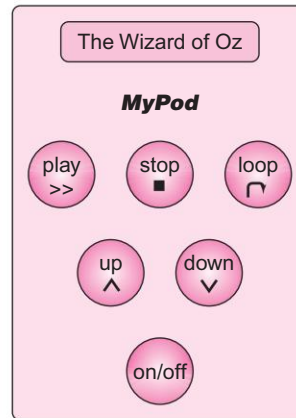 The Wizard of Oz
MyPod
play stop loop
>>
up down
on/off